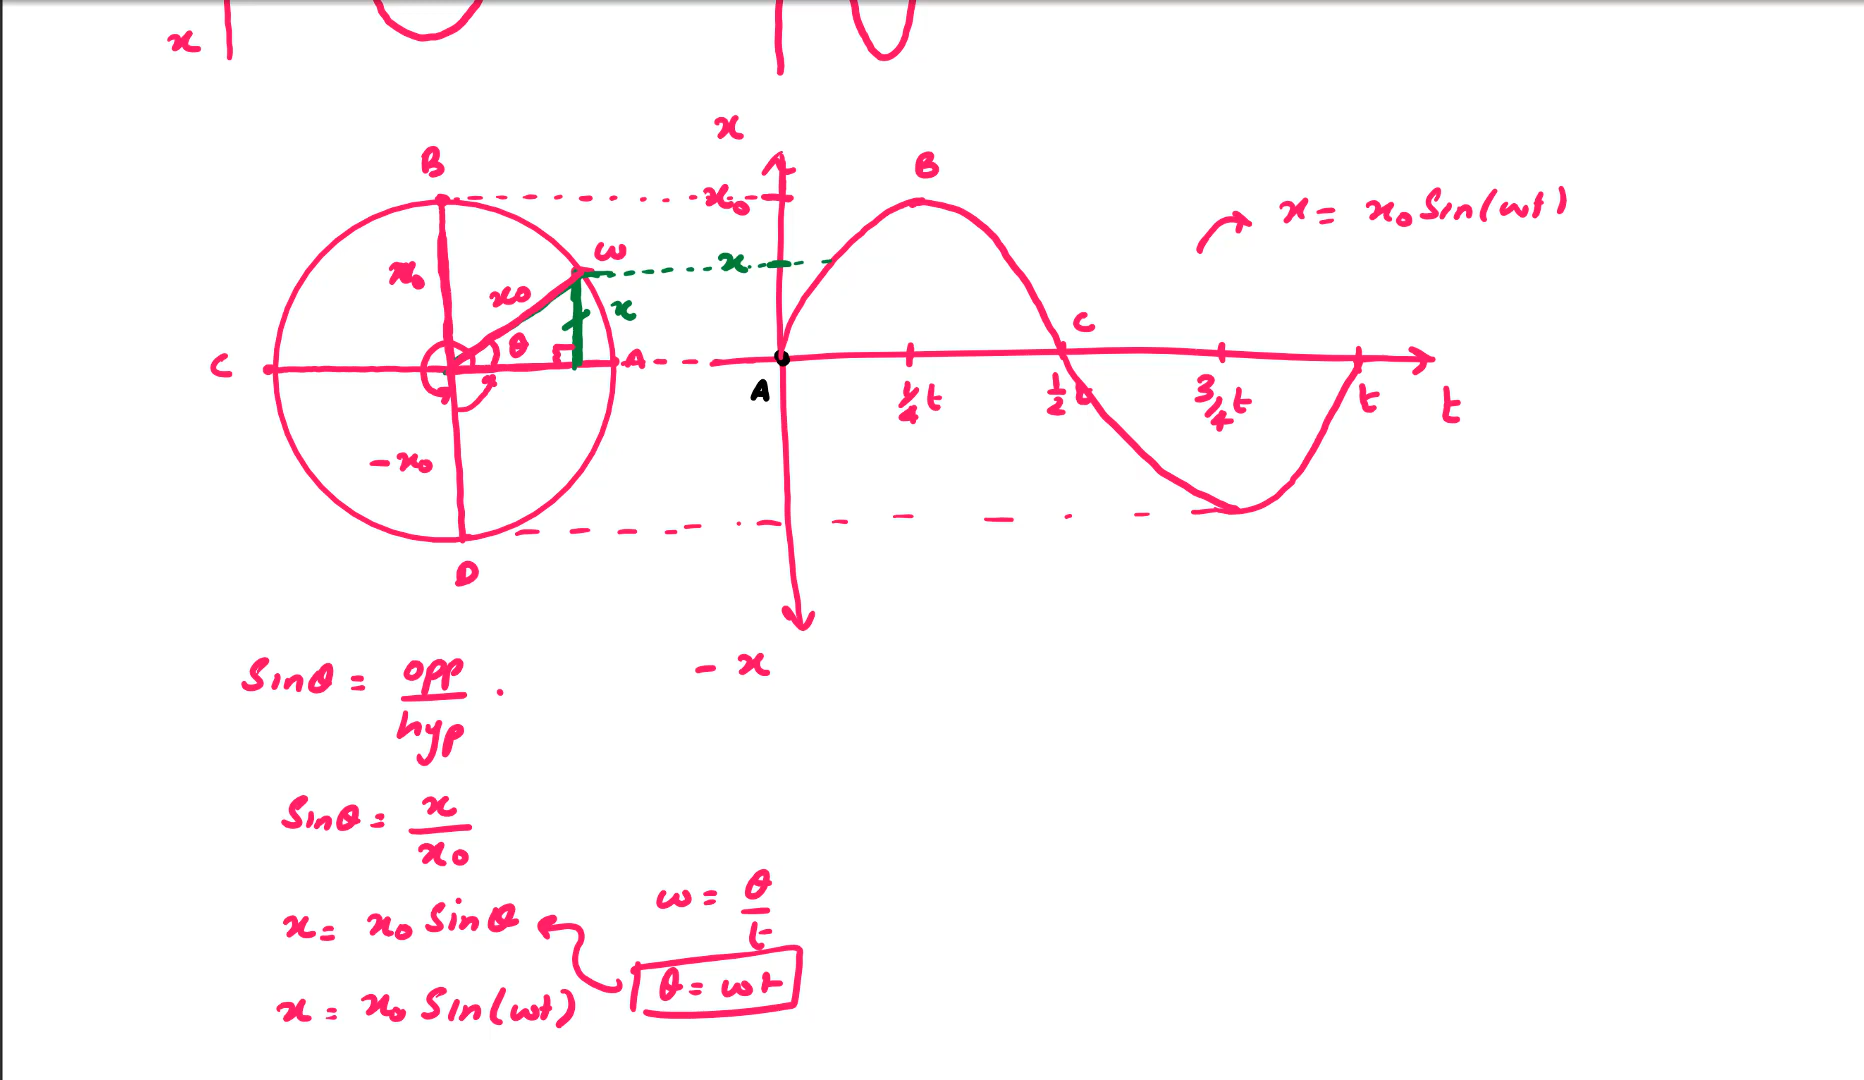 x
x
B
B
x₀
x = x₀ Sin(ωt)
ω
x
x₀
x₀
x
θ
C
C
A
A
¼t
½t
¾t
t
t
-x₀
D
-x
Sinθ = opp/hyp .
Sinθ = x/x₀
x = x₀ Sinθ
ω = θ/t
θ = ωt
x = x₀ Sin(ωt)